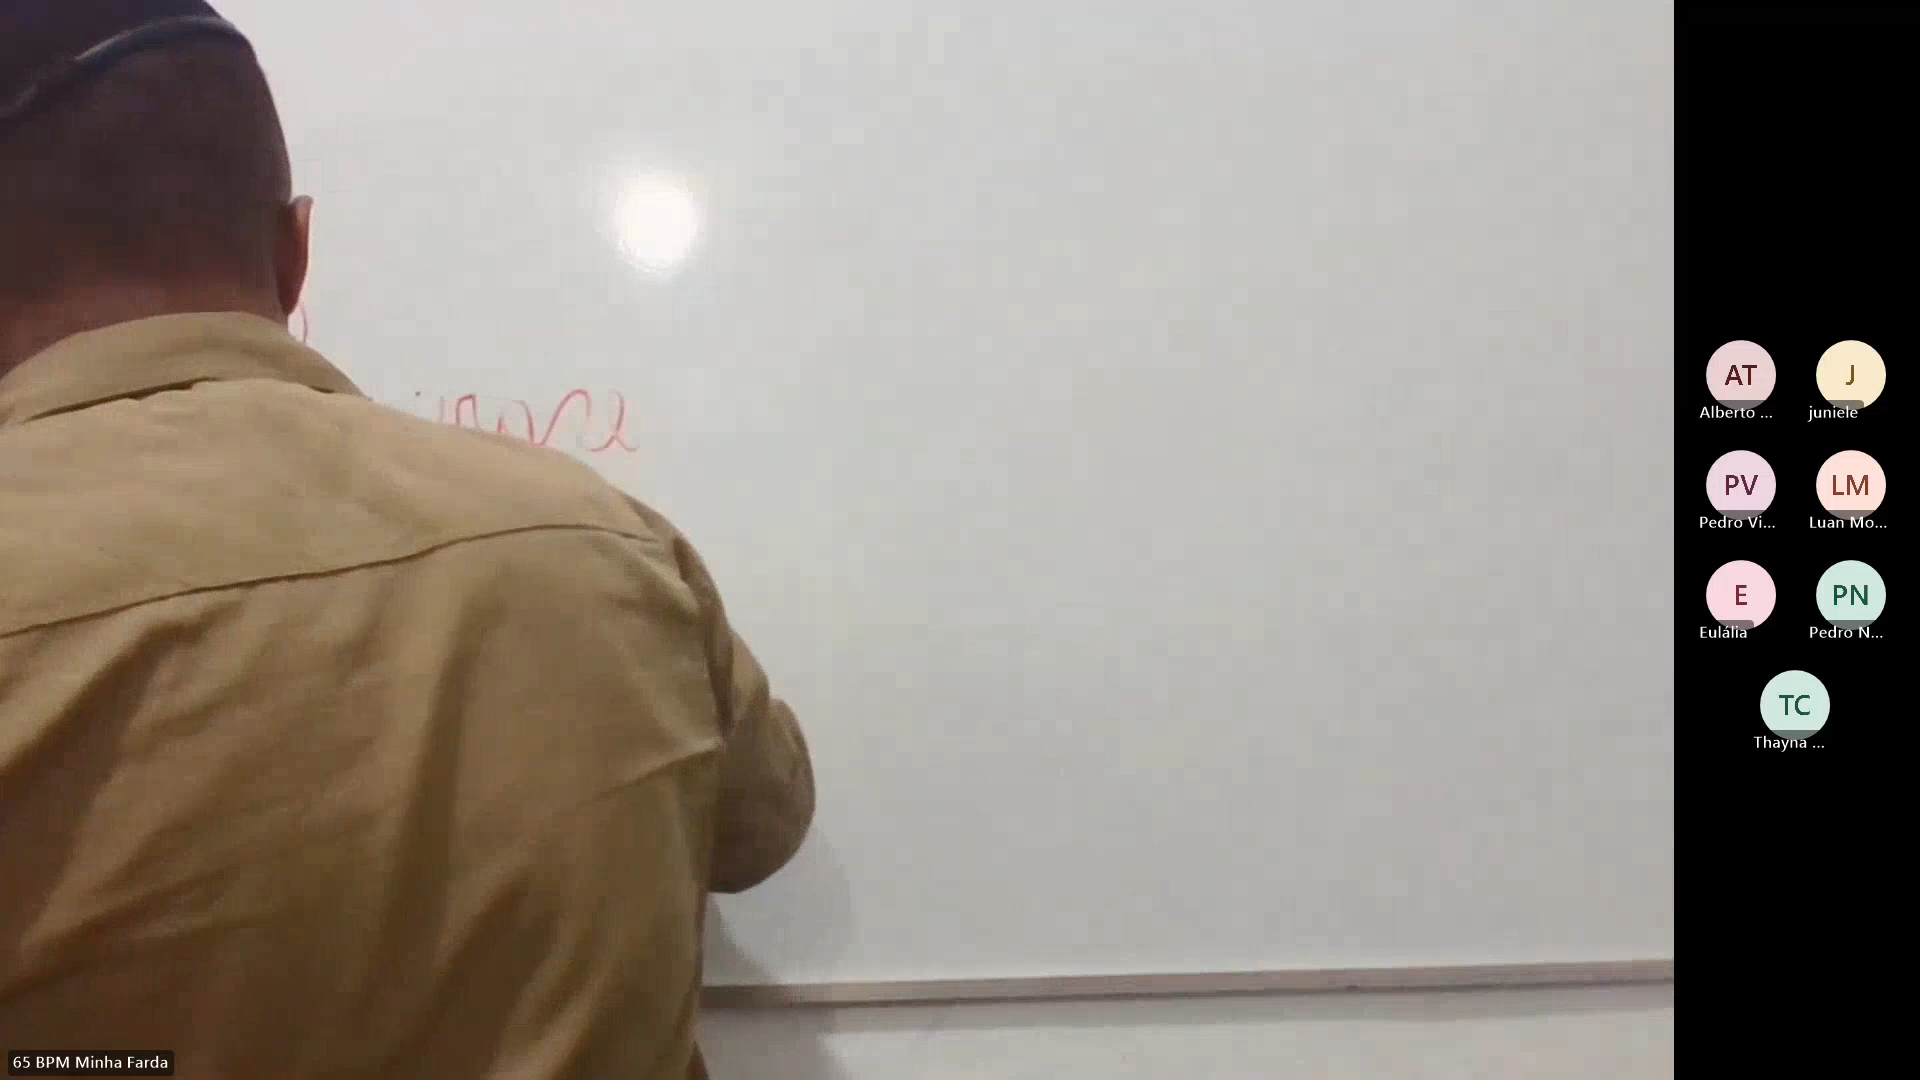 AT
Alberto ...
J
juniele
PV
Pedro Vi...
LM
Luan Mo...
E
Eulália
PN
Pedro N...
TC
Thayna ...
65 BPM Minha Farda